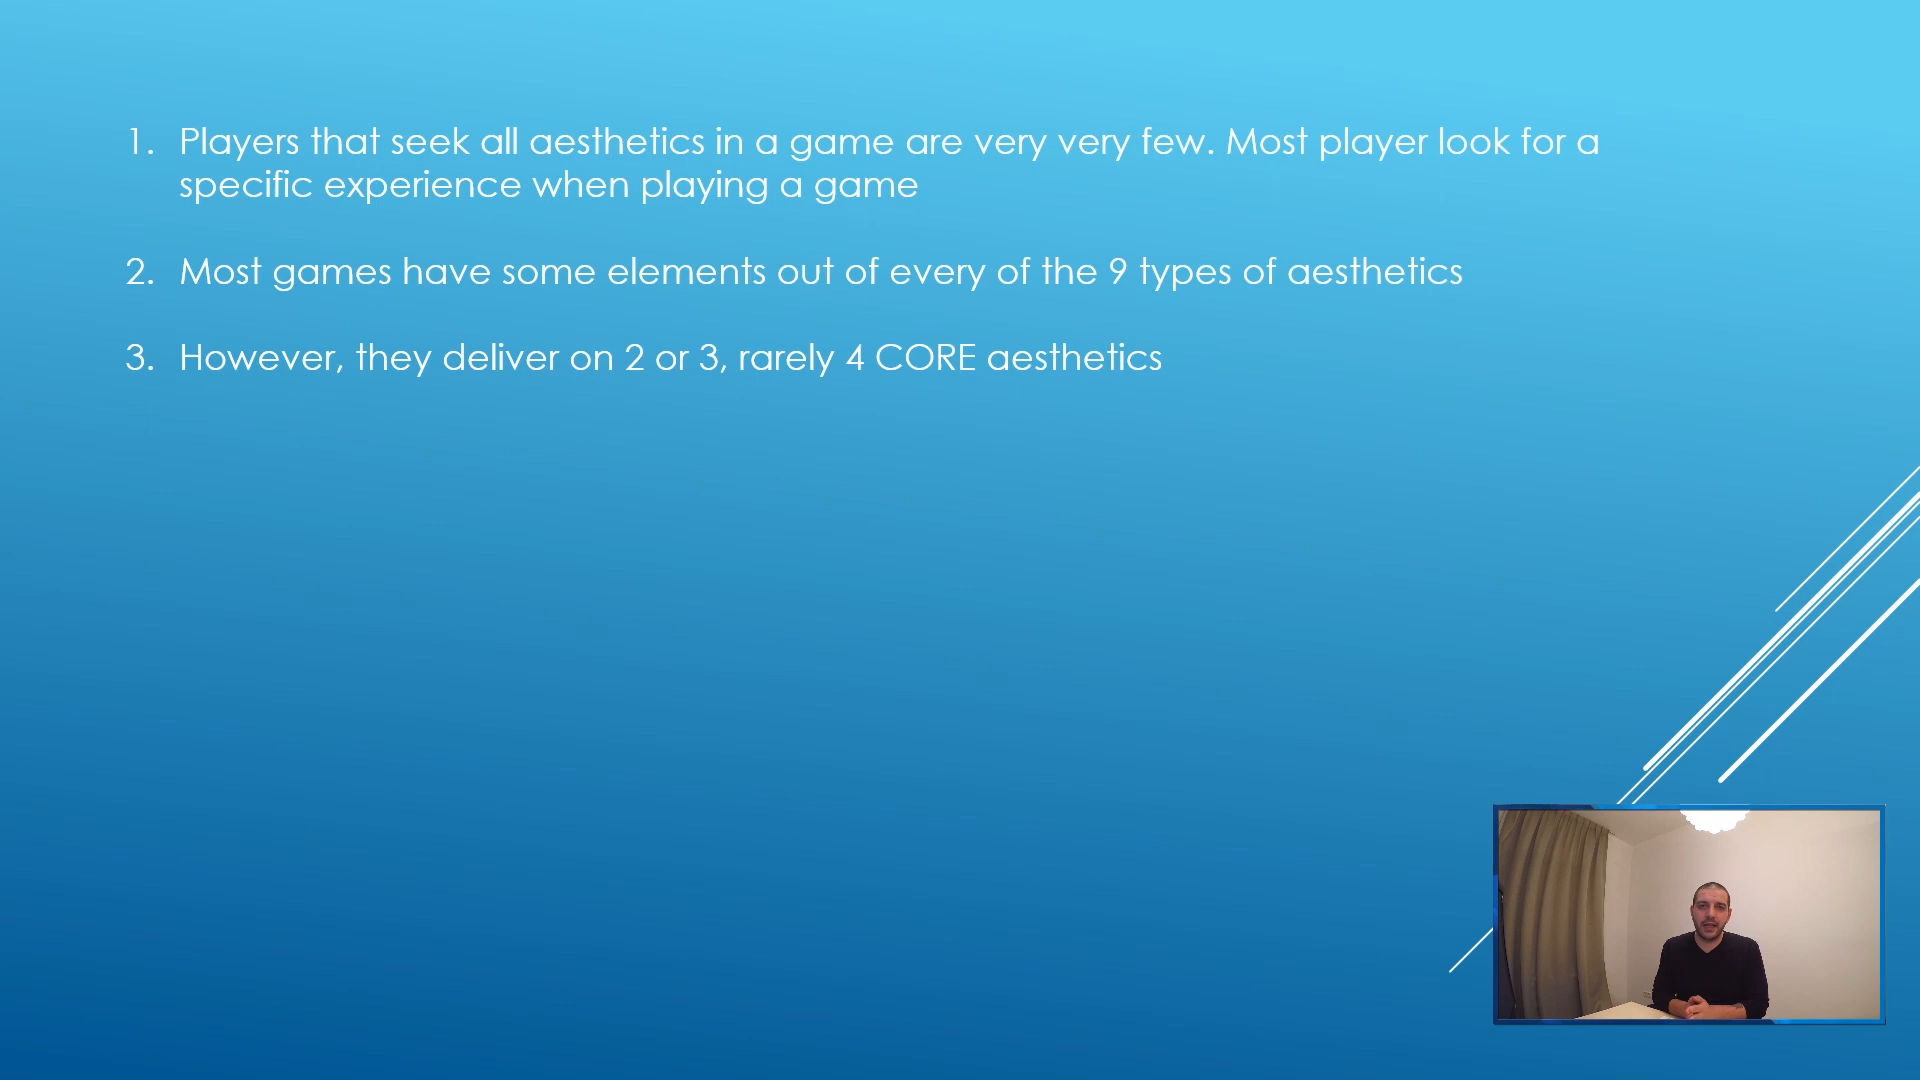 1. Players that seek all aesthetics in a game are very very few. Most player look for a
specific experience when playing a game
2. Most games have some elements out of every of the 9 types of aesthetics
3. However, they deliver on 2 or 3, rarely 4 CORE aesthetics